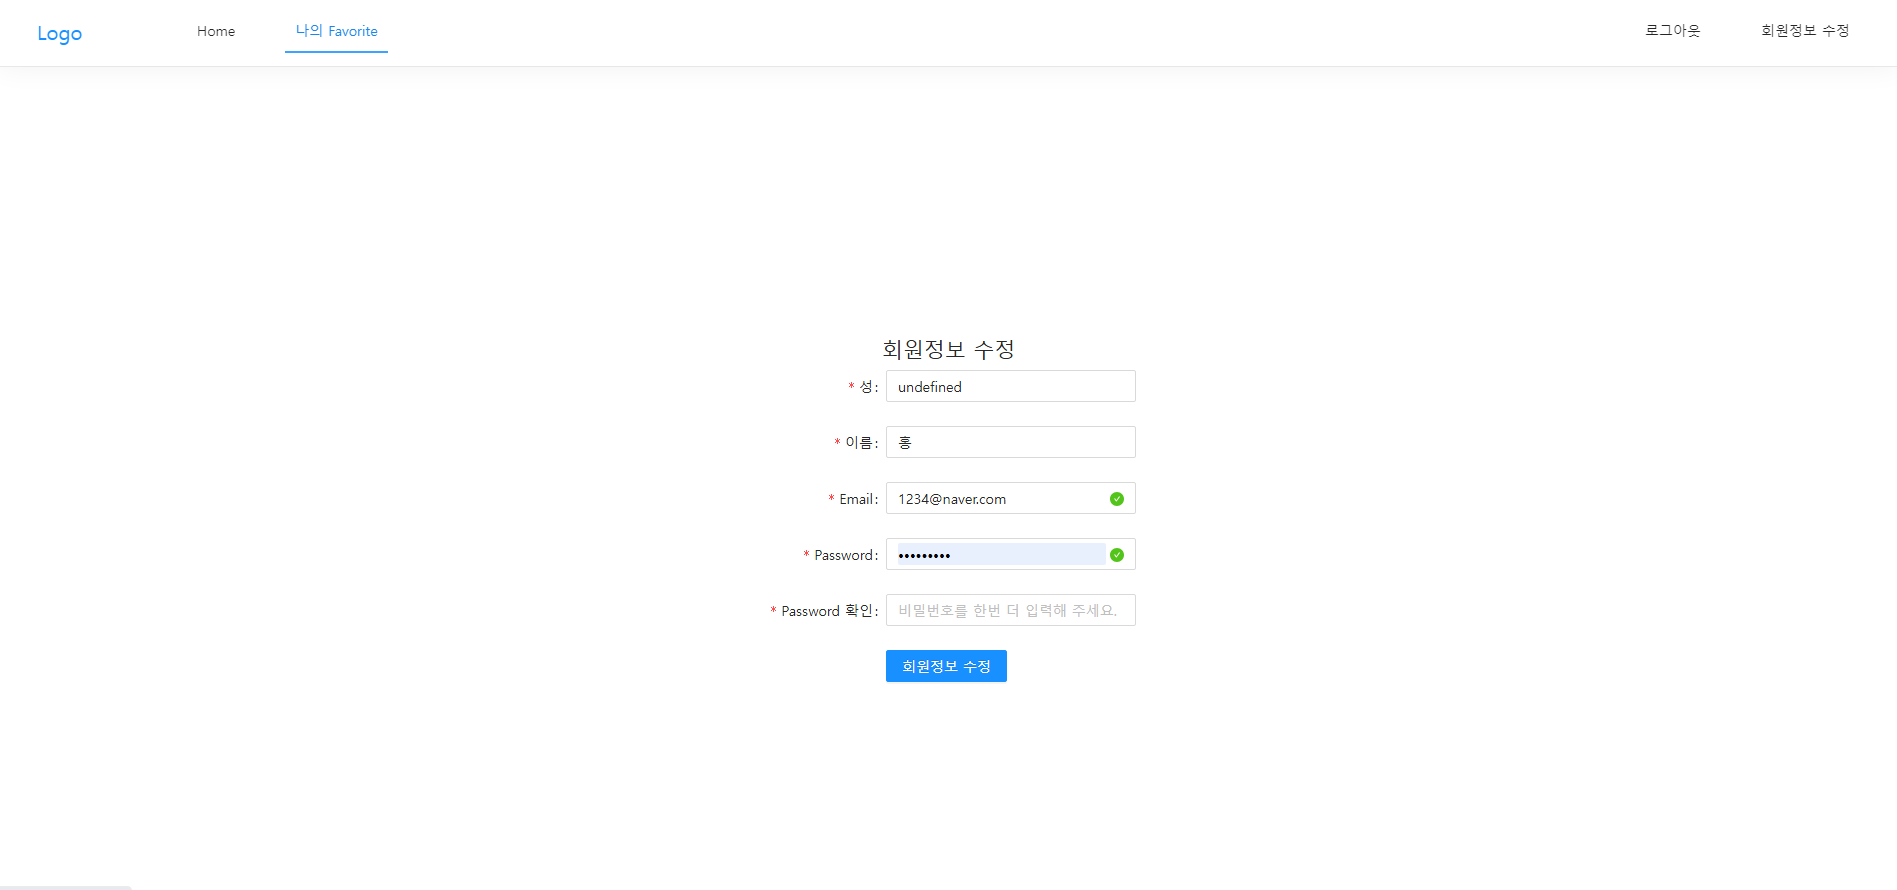 Logo Home 나의 Favorite 로그아웃 회원정보 수정
회원정보 수정
* 성: undefined
* 이름: 홍
* Email: 1234@naver.com
* Password: •••••••••
* Password 확인: 비밀번호를 한번 더 입력해 주세요.
회원정보 수정